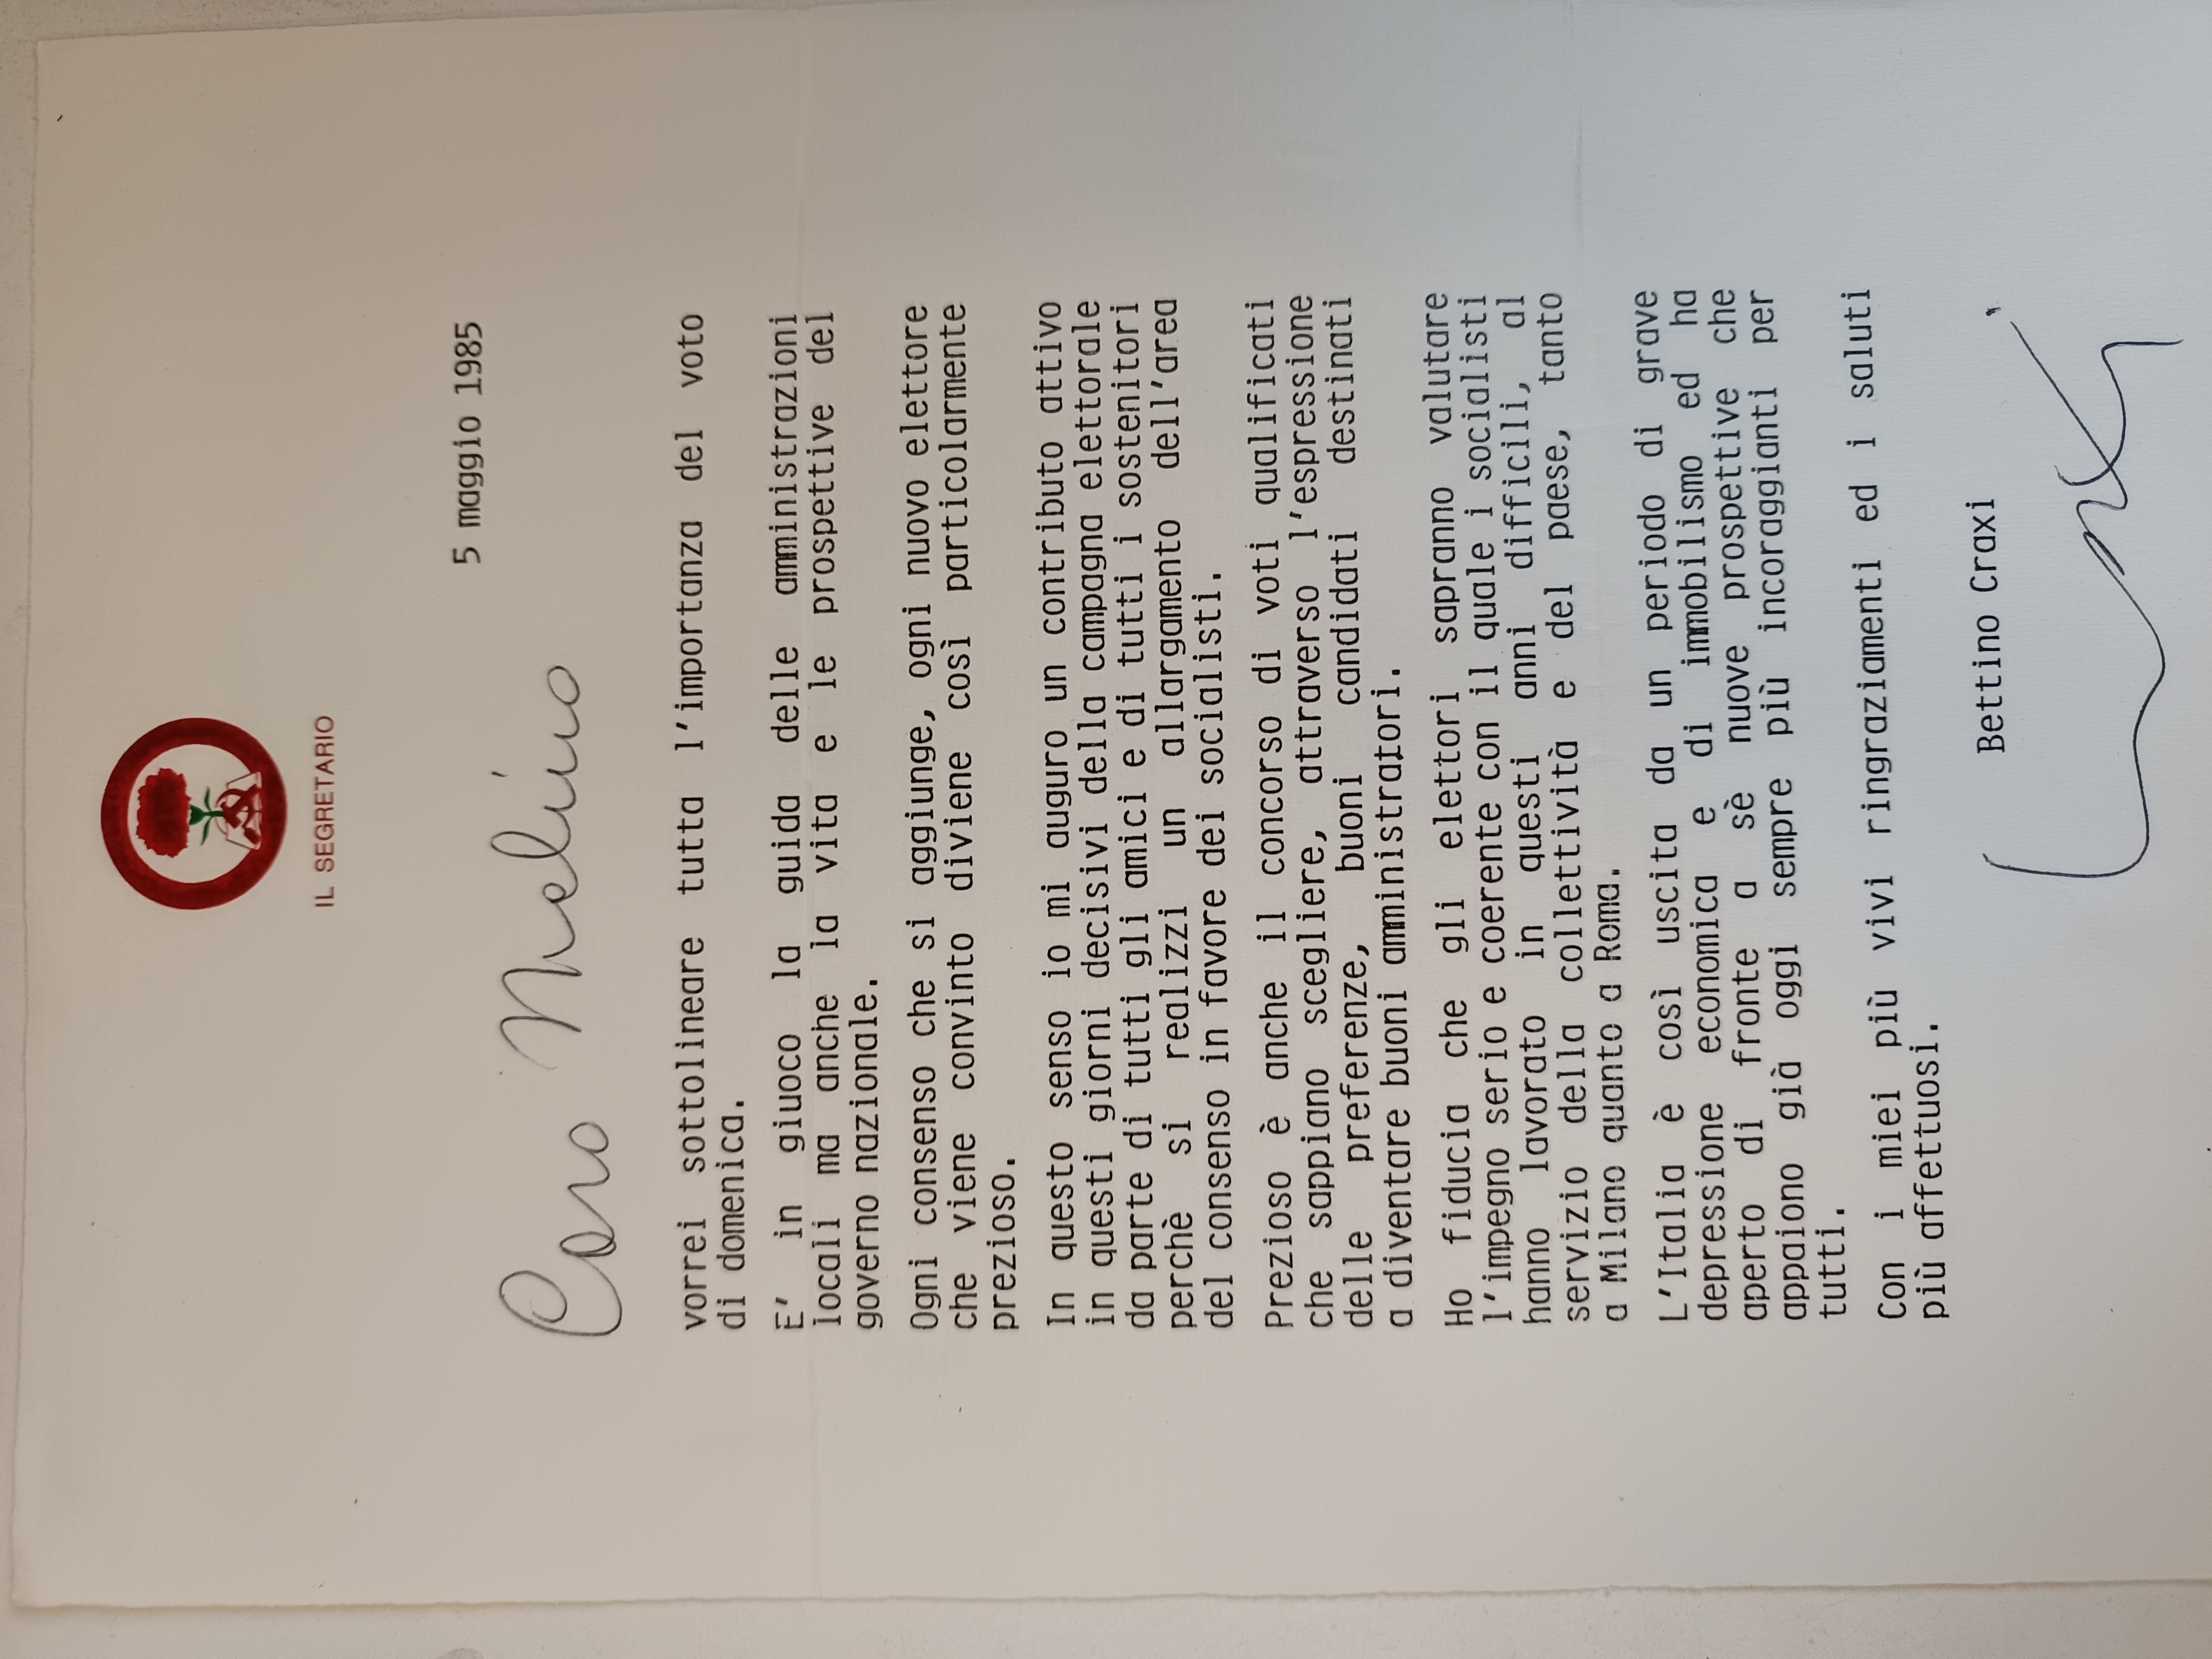 IL SEGRETARIO
5 maggio 1985
Caro
vorrei sottolineare tutta l'importanza del voto
di domenica.
E' in giuoco la guida delle amministrazioni
locali ma anche la vita e le prospettive del
governo nazionale.
Ogni consenso che si aggiunge, ogni nuovo elettore
che viene convinto diviene così particolarmente
prezioso.
In questo senso io mi auguro un contributo attivo
in questi giorni decisivi della campagna elettorale
da parte di tutti gli amici e di tutti i sostenitori
perchè si realizzi un allargamento dell'area
del consenso in favore dei socialisti.
Prezioso è anche il concorso di voti qualificati
che sappiano scegliere, attraverso l'espressione
delle preferenze, buoni candidati destinati
a diventare buoni amministratori.
Ho fiducia che gli elettori sapranno valutare
l'impegno serio e coerente con il quale i socialisti
hanno lavorato in questi anni difficili, al
servizio della collettività e del paese, tanto
a Milano quanto a Roma.
L'Italia è così uscita da un periodo di grave
depressione economica e di immobilismo ed ha
aperto di fronte a sè nuove prospettive che
appaiono già oggi sempre più incoraggianti per
tutti.
Con i miei più vivi ringraziamenti ed i saluti
più affettuosi.
Bettino Craxi